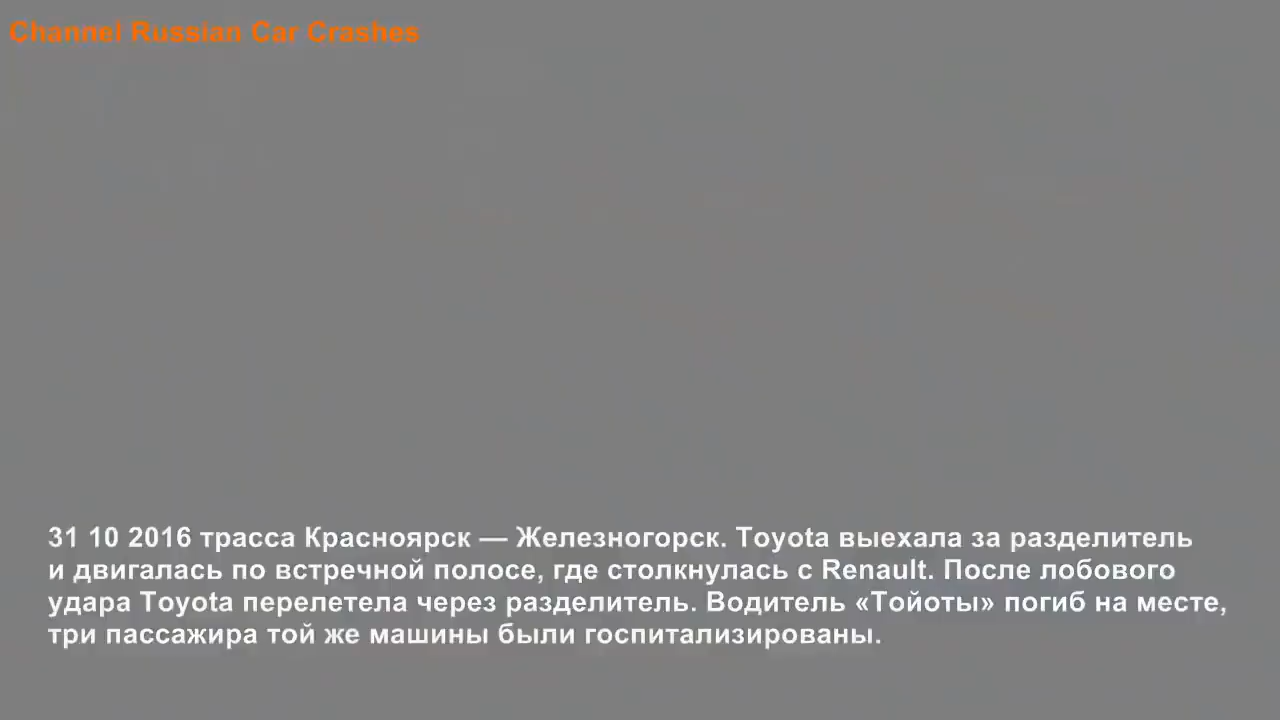 Channel Russian Car Crashes
31 10 2016 трасса Красноярск — Железногорск. Toyota выехала за разделитель
и двигалась по встречной полосе, где столкнулась с Renault. После лобового
удара Toyota перелетела через разделитель. Водитель «Тойоты» погиб на месте,
три пассажира той же машины были госпитализированы.